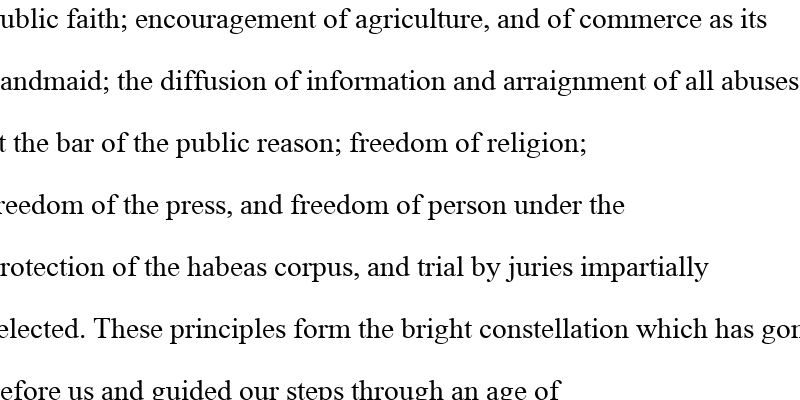 ublic faith; encouragement of agriculture, and of commerce as its
andmaid; the diffusion of information and arraignment of all abuses
t the bar of the public reason; freedom of religion;
reedom of the press, and freedom of person under the
rotection of the habeas corpus, and trial by juries impartially
elected. These principles form the bright constellation which has gon
efore us and guided our steps through an age of